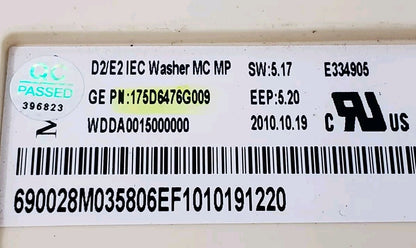 D2/E2 IEC Washer MC MP SW:5.17 E334905
QC
PASSED
396823
GE PN:175D6476G009 EEP:5.20
M
WDDA0015000000 2010.10.19 C RU US
690028M035806EF1010191220